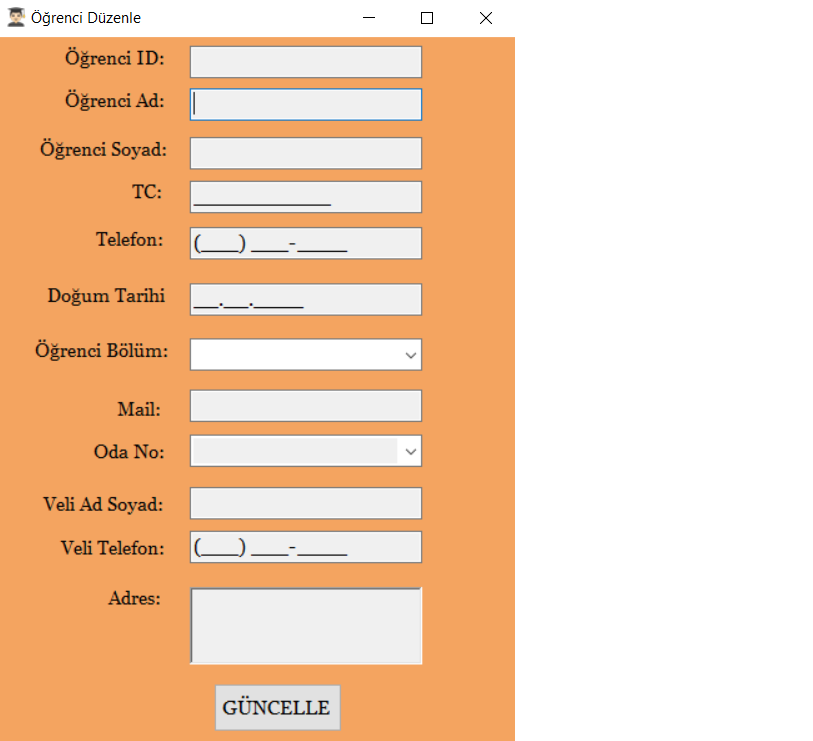 Öğrenci Düzenle
Öğrenci ID:
Öğrenci Ad:
Öğrenci Soyad:
TC: ___________
Telefon: (___) ___-____
Doğum Tarihi __.__.____
Öğrenci Bölüm:
Mail:
Oda No:
Veli Ad Soyad:
Veli Telefon: (___) ___-____
Adres:
GÜNCELLE